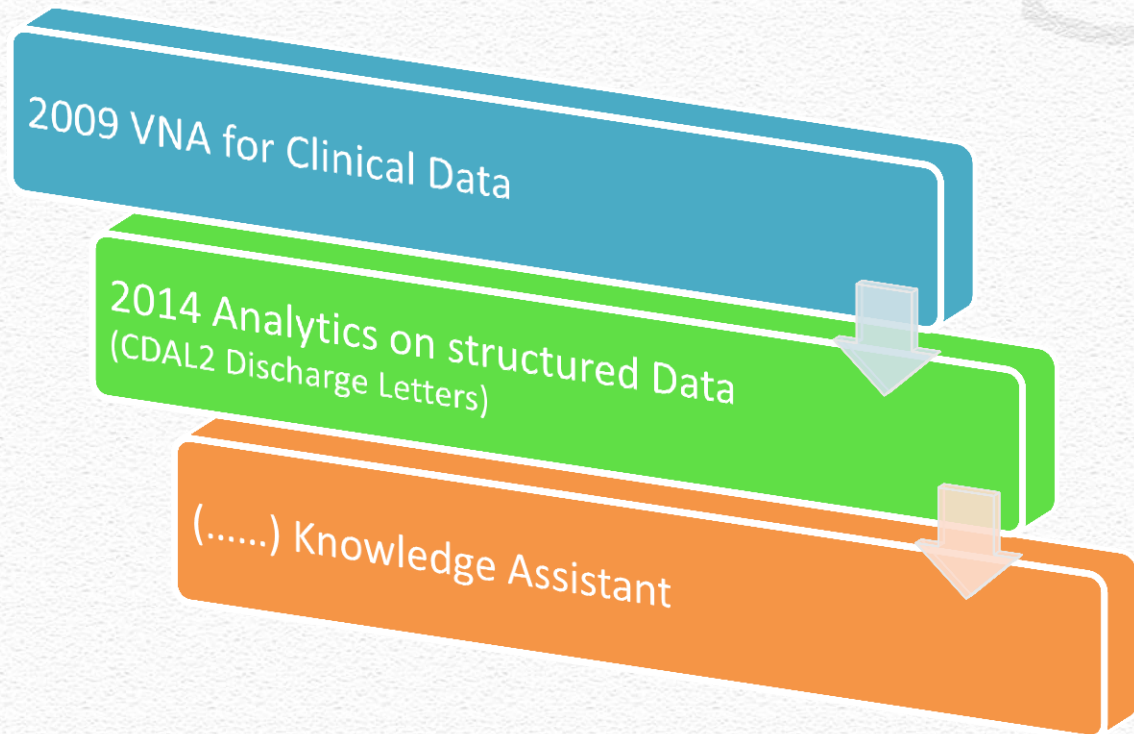 2009 VNA for Clinical Data
2014 Analytics on structured Data
(CDAL2 Discharge Letters)
(......) Knowledge Assistant